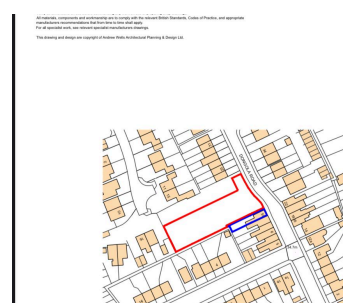 All materials, components and workmanship are to comply with the relevant British Standards, Codes of Practice, and appropriate
manufacturers recommendations that from time to time shall apply.
For all specialist work, see relevant specialist manufacturers drawings.
This drawing and design are copyright of Andrew Wells Architectural Planning & Design Ltd.